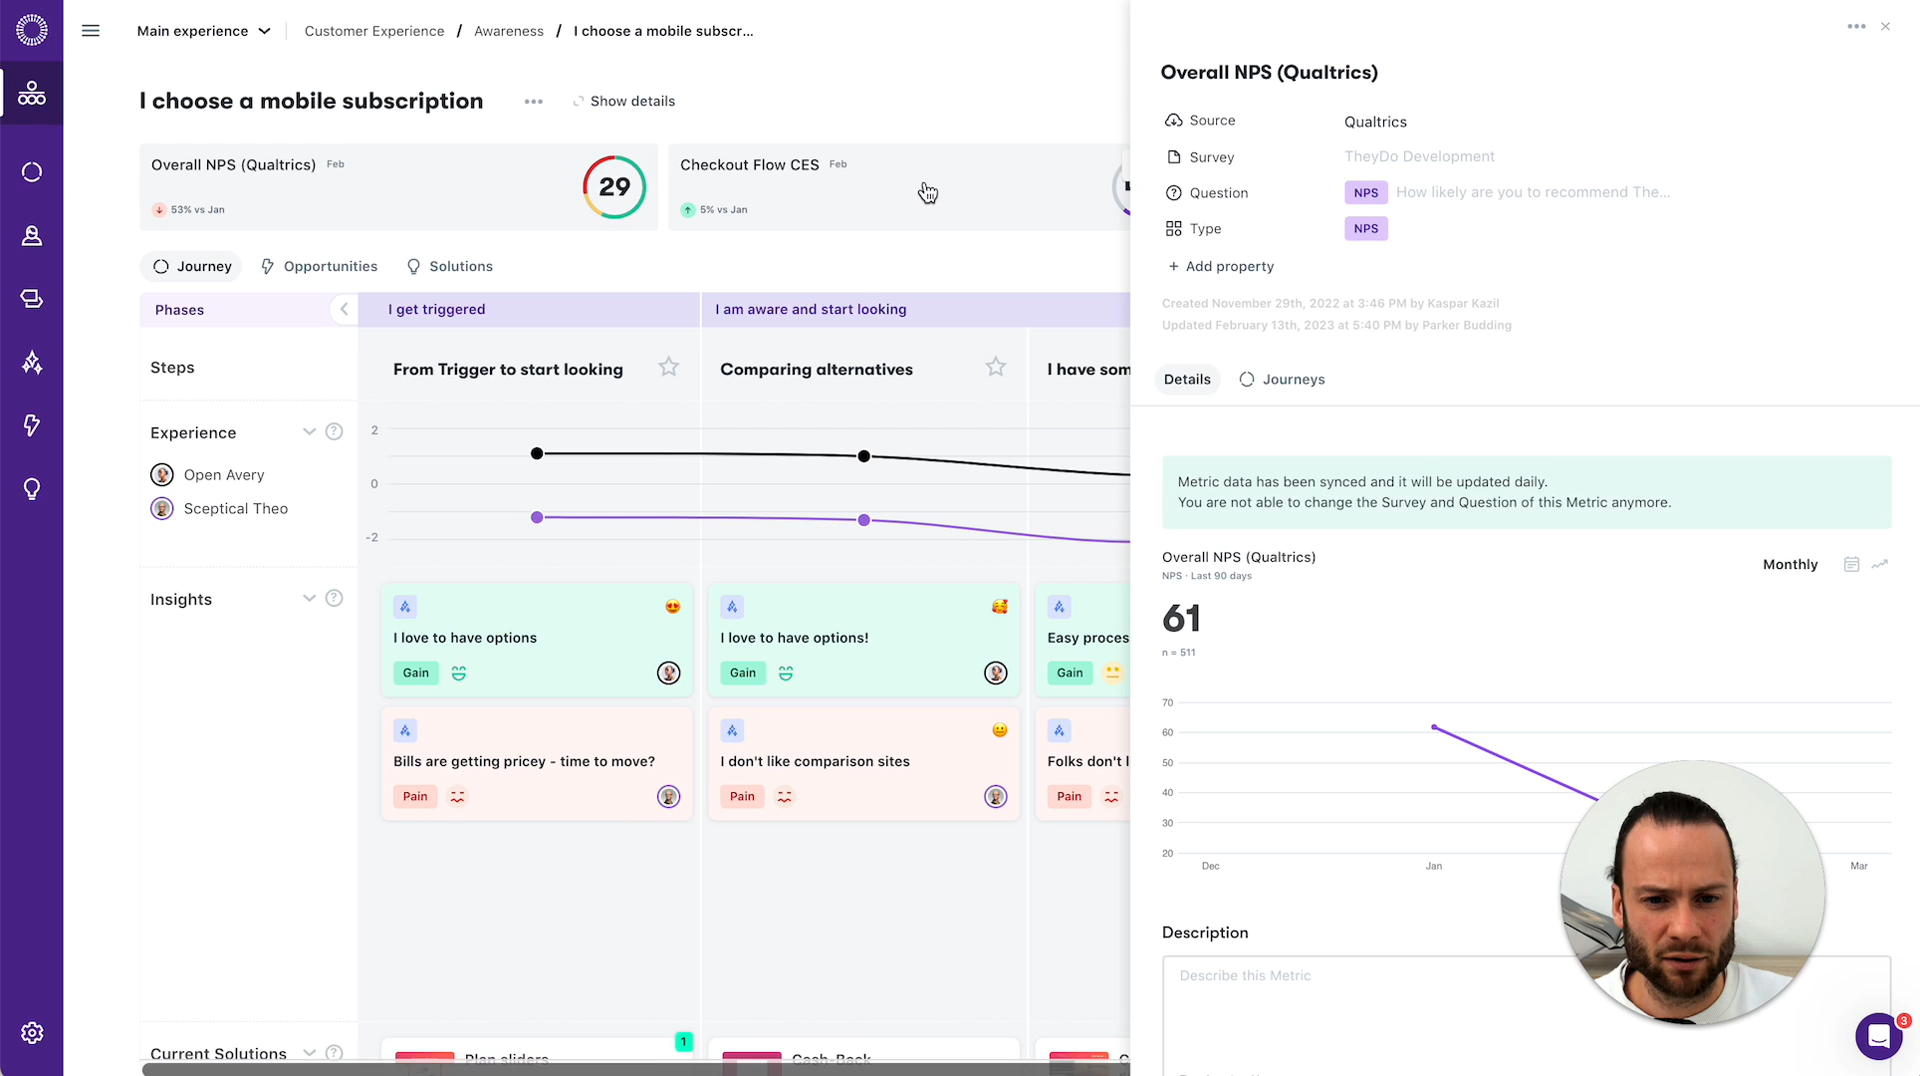 Main experience
Customer Experience / Awareness / I choose a mobile subscr...
I choose a mobile subscription
Show details
Overall NPS (Qualtrics) Feb
29
53% vs Jan
Checkout Flow CES Feb
5% vs Jan
Journey
Opportunities
Solutions
Phases
I get triggered
I am aware and start looking
Steps
From Trigger to start looking
Comparing alternatives
I have som
Experience
Open Avery
Sceptical Theo
2
0
-2
Insights
I love to have options
Gain
I love to have options!
Gain
Easy proces
Gain
Bills are getting pricey - time to move?
Pain
I don't like comparison sites
Pain
Folks don't l
Pain
Current Solutions
1
Plan sliders
Cash-Back
C
Overall NPS (Qualtrics)
Source Qualtrics
Survey TheyDo Development
Question NPS How likely are you to recommend The...
Type NPS
+ Add property
Created November 29th, 2022 at 3:46 PM by Kaspar Kazil
Updated February 13th, 2023 at 5:40 PM by Parker Budding
Details
Journeys
Metric data has been synced and it will be updated daily.
You are not able to change the Survey and Question of this Metric anymore.
Overall NPS (Qualtrics)
NPS · Last 90 days
Monthly
61
n = 511
70
60
50
40
30
20
Dec Jan Mar
Description
Describe this Metric
3